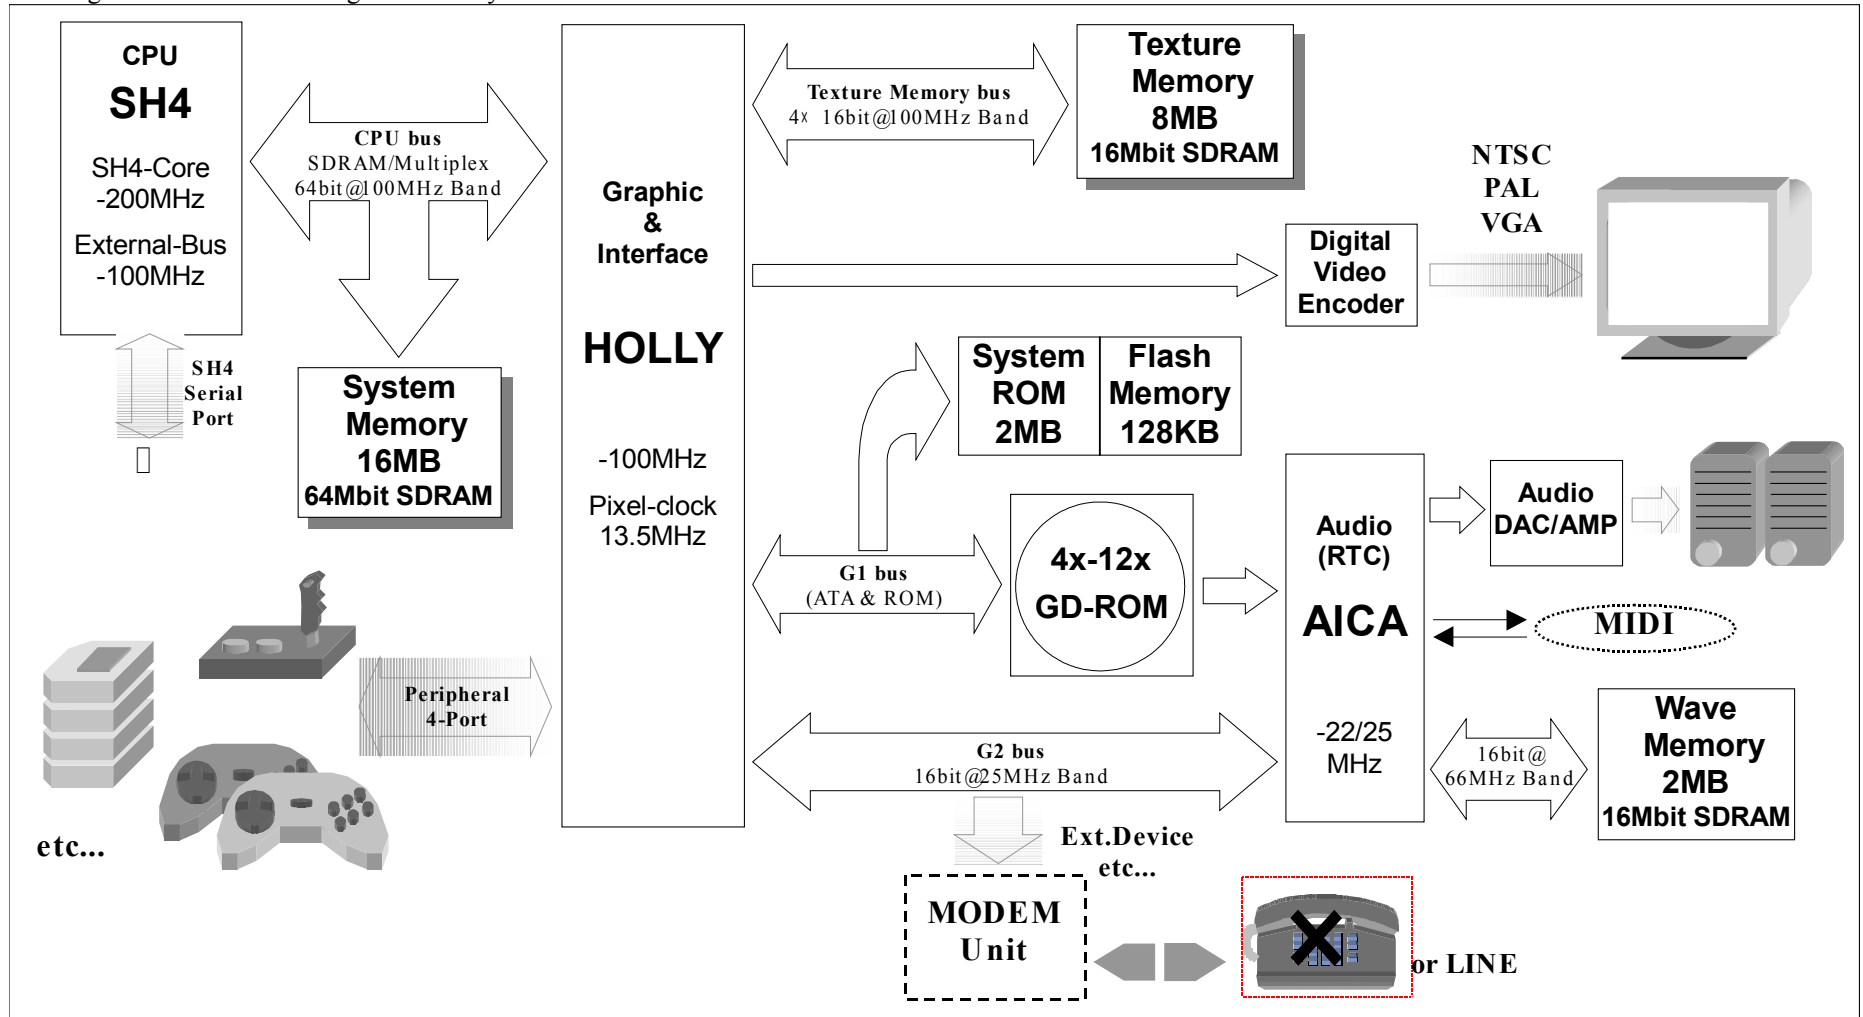 CPU
SH4
SH4-Core
-200MHz
External-Bus
-100MHz
SH4
Serial
Port
CPU bus
SDRAM/Multiplex
64bit@100MHz Band
System
Memory
16MB
64Mbit SDRAM
Graphic
&
Interface
HOLLY
-100MHz
Pixel-clock
13.5MHz
Texture Memory bus
4x 16bit@100MHz Band
Texture
Memory
8MB
16Mbit SDRAM
Digital
Video
Encoder
NTSC
PAL
VGA
System
ROM
2MB
Flash
Memory
128KB
G1 bus
(ATA & ROM)
4x-12x
GD-ROM
Audio
(RTC)
AICA
-22/25
MHz
Audio
DAC/AMP
MIDI
16bit@
66MHz Band
Wave
Memory
2MB
16Mbit SDRAM
Peripheral
4-Port
etc...
G2 bus
16bit@25MHz Band
Ext.Device
etc...
MODEM
Unit
or LINE